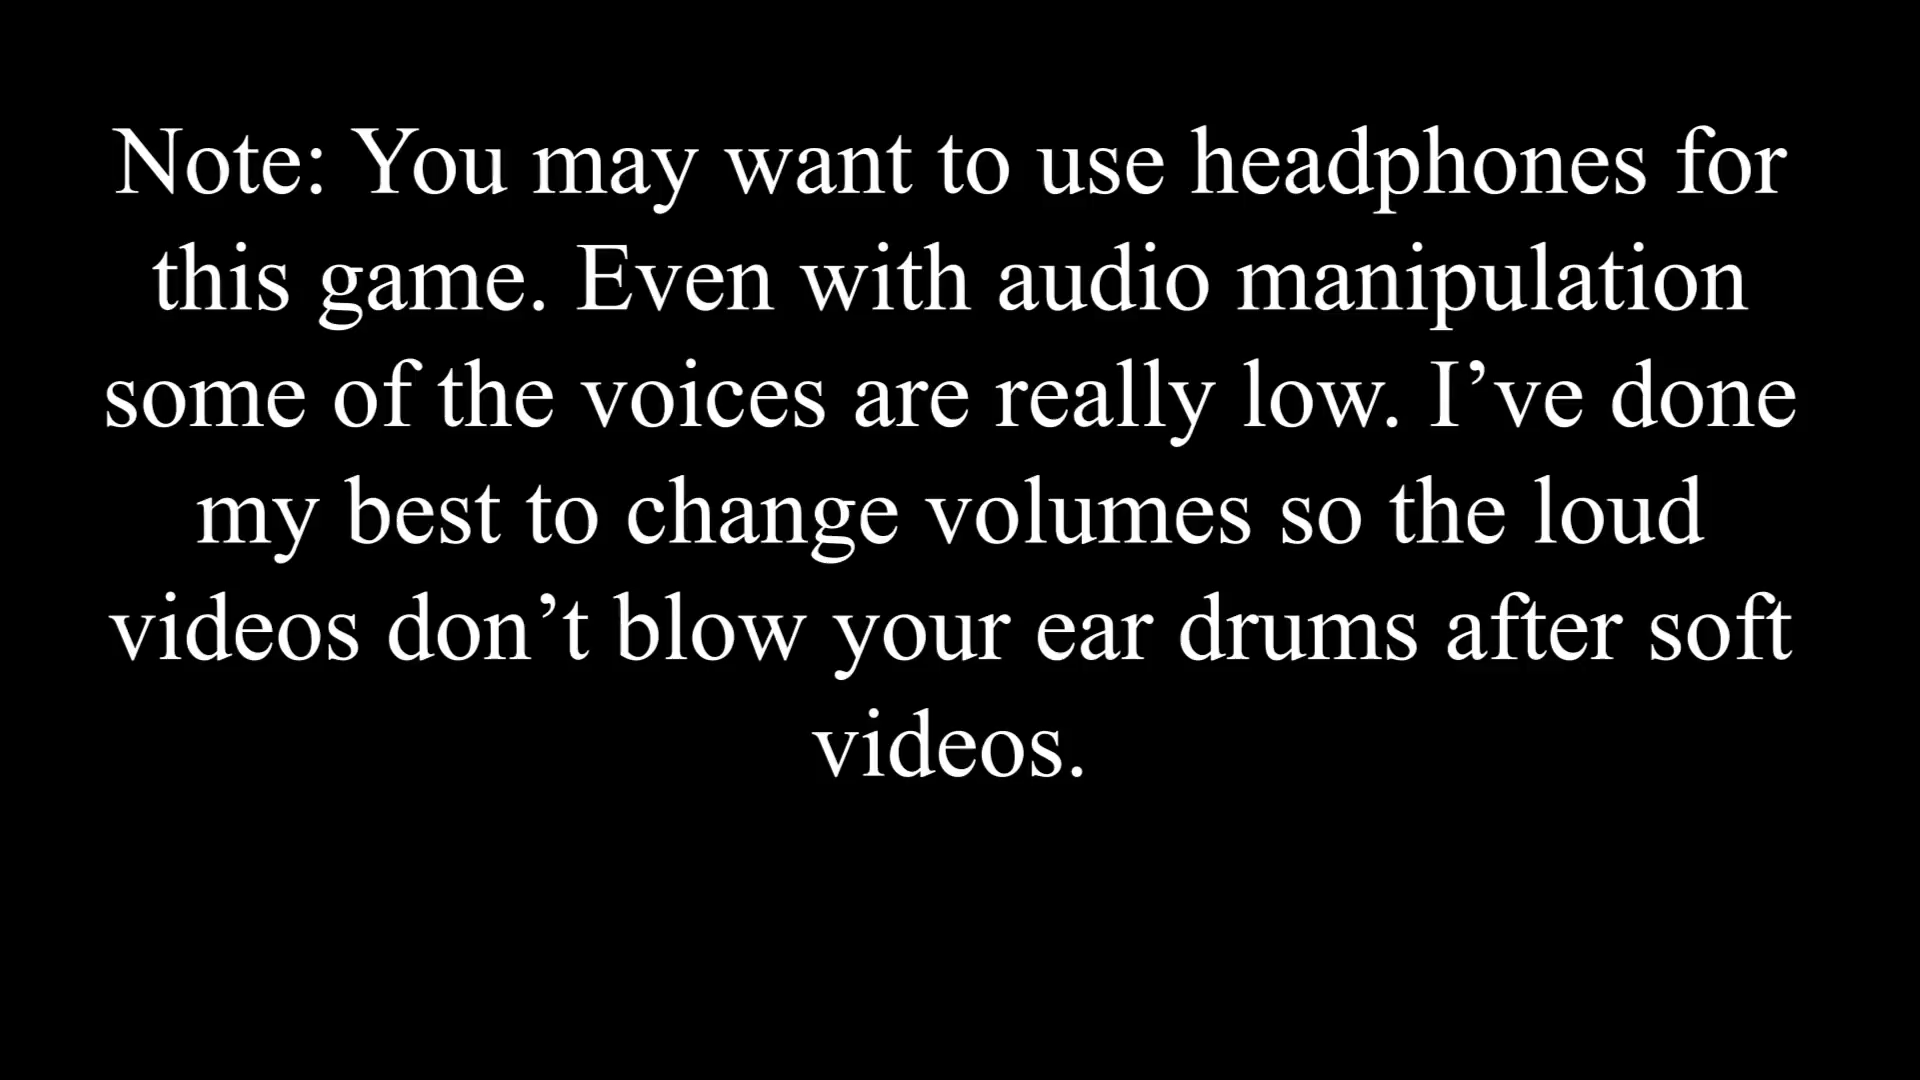 Note: You may want to use headphones for
this game. Even with audio manipulation
some of the voices are really low. I’ve done
my best to change volumes so the loud
videos don’t blow your ear drums after soft
videos.